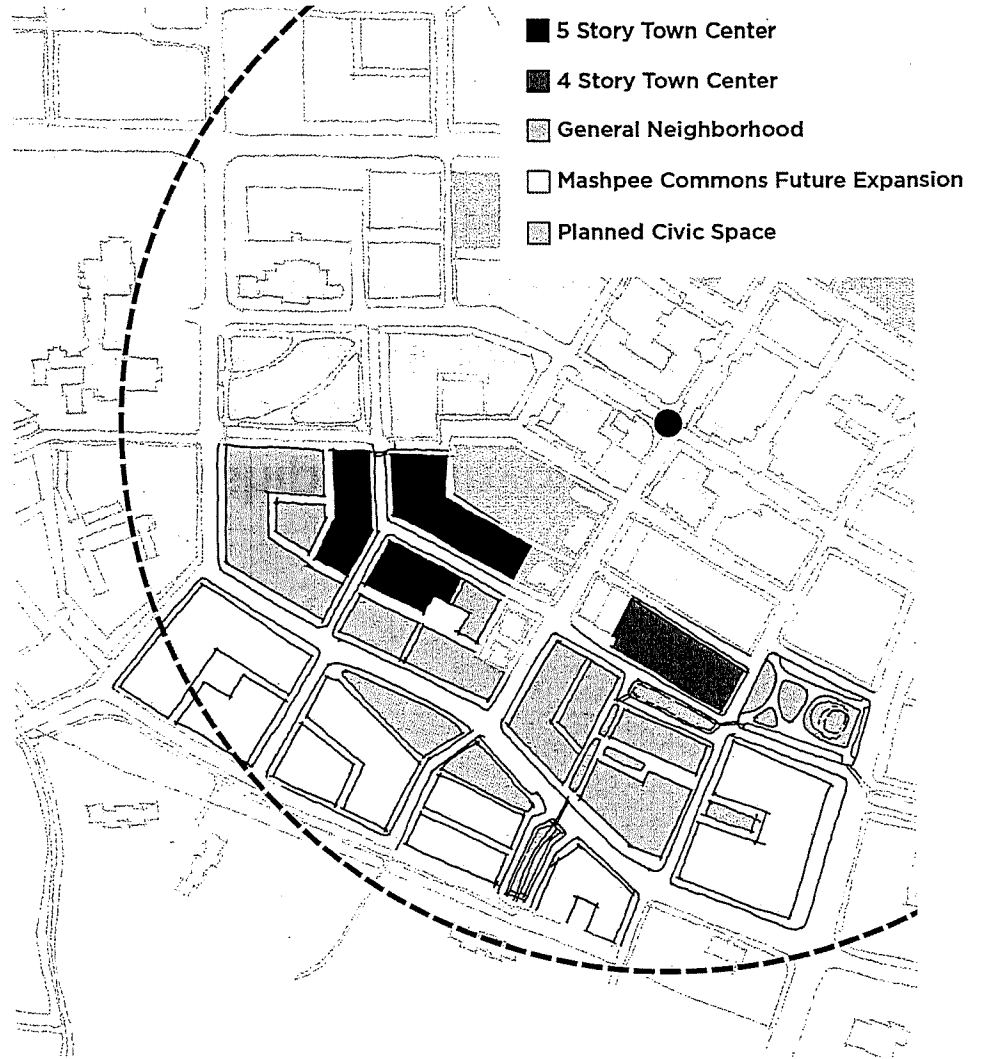 5 Story Town Center
4 Story Town Center
General Neighborhood
Mashpee Commons Future Expansion
Planned Civic Space